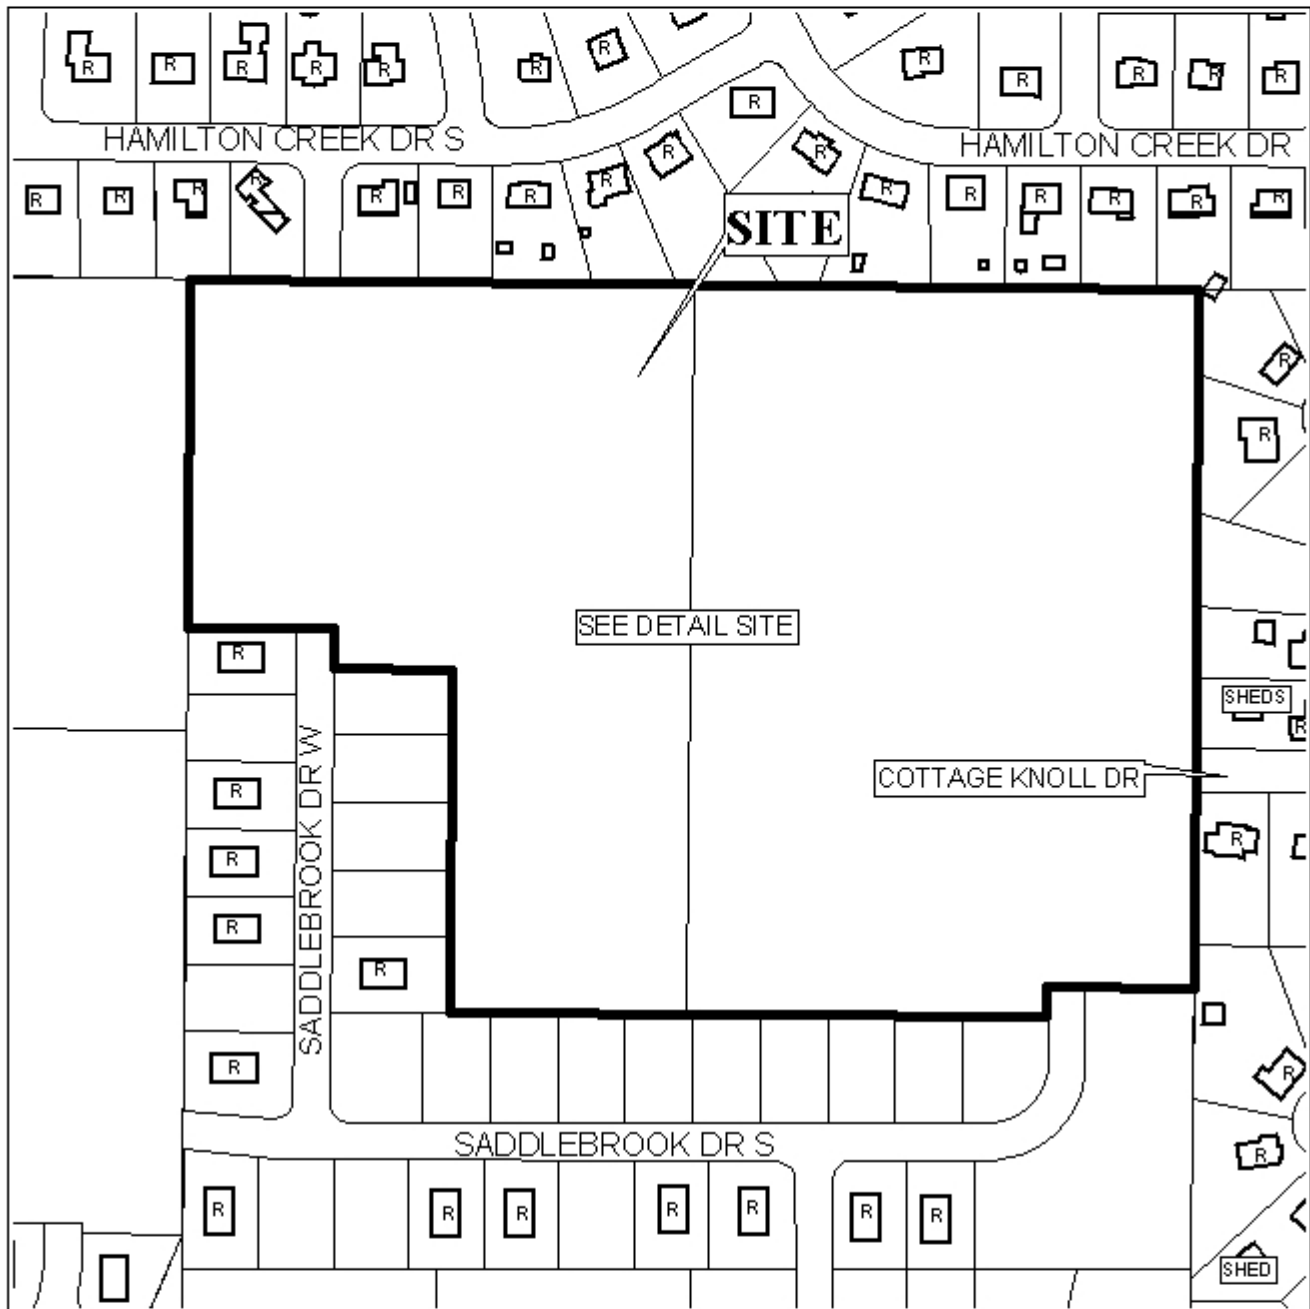 R R R R R R R R R R R R
R
HAMILTON CREEK DR S
HAMILTON CREEK DR
R R R R R R R R R R
R R R R R R
SITE
R
R
SEE DETAIL SITE
R
SHEDS
R
COTTAGE KNOLL DR
R
R
R
R
R
SADDLEBROOK DR W
R
R
SADDLEBROOK DR S
R
R R R R R R R
SHED